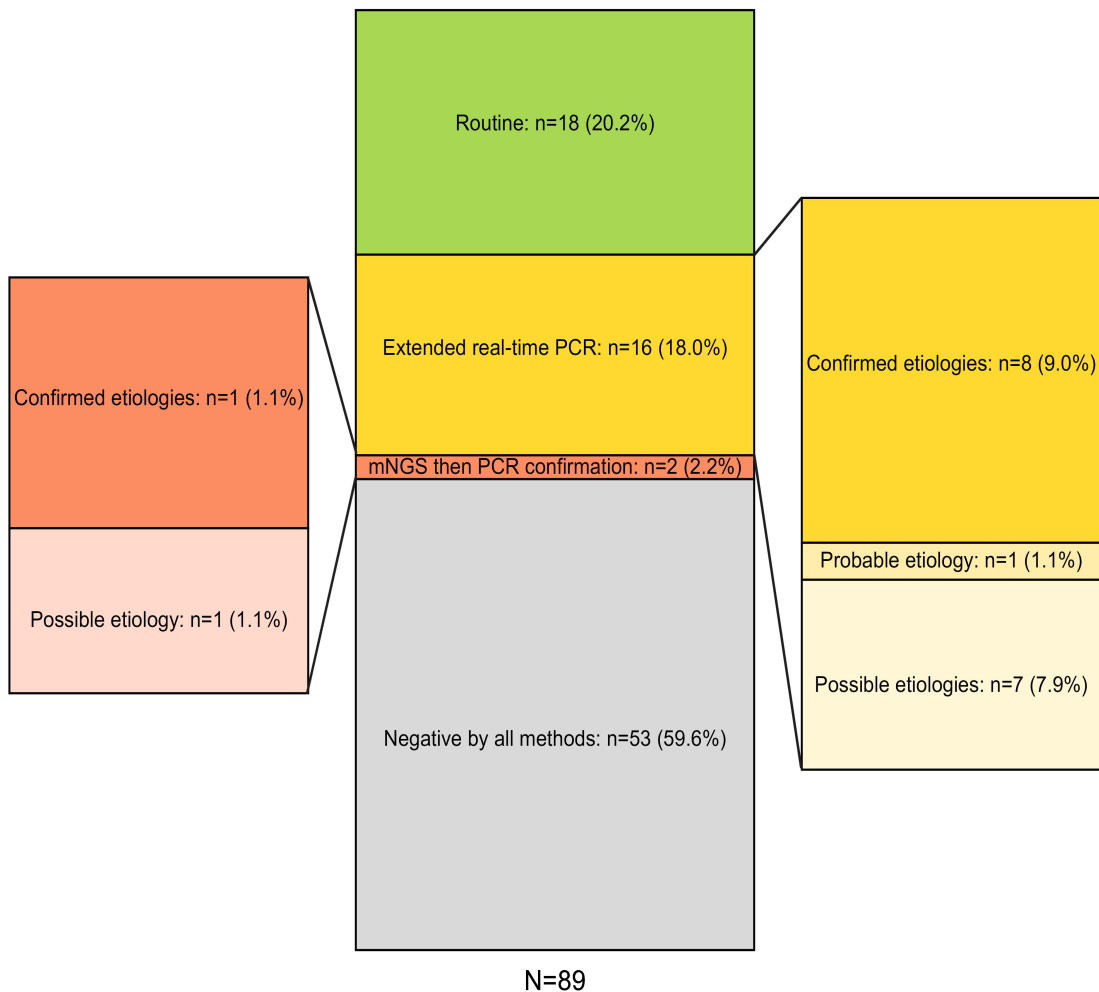 Routine: n=18 (20.2%)
Extended real-time PCR: n=16 (18.0%)
mNGS then PCR confirmation: n=2 (2.2%)
Negative by all methods: n=53 (59.6%)
Confirmed etiologies: n=1 (1.1%)
Possible etiology: n=1 (1.1%)
Confirmed etiologies: n=8 (9.0%)
Probable etiology: n=1 (1.1%)
Possible etiologies: n=7 (7.9%)
N=89